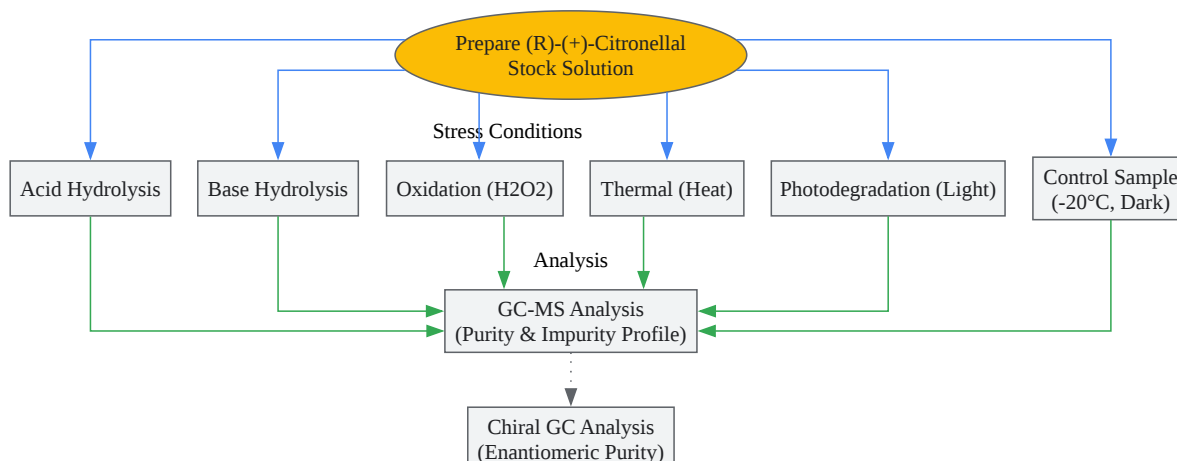 Prepare (R)-(+)-Citronellal
Stock Solution
Stress Conditions
Acid Hydrolysis
Base Hydrolysis
Oxidation (H2O2)
Thermal (Heat)
Photodegradation (Light)
Control Sample
(-20°C, Dark)
Analysis
GC-MS Analysis
(Purity & Impurity Profile)
Chiral GC Analysis
(Enantiomeric Purity)